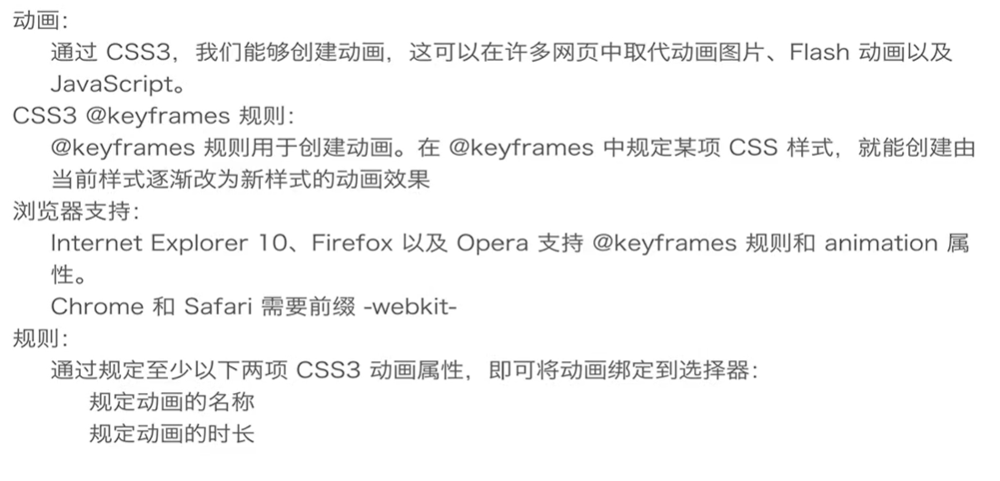 动画：
通过 CSS3，我们能够创建动画，这可以在许多网页中取代动画图片、Flash 动画以及
JavaScript。
CSS3 @keyframes 规则：
@keyframes 规则用于创建动画。在 @keyframes 中规定某项 CSS 样式，就能创建由
当前样式逐渐改为新样式的动画效果
浏览器支持：
Internet Explorer 10、Firefox 以及 Opera 支持 @keyframes 规则和 animation 属
性。
Chrome 和 Safari 需要前缀 -webkit-
规则：
通过规定至少以下两项 CSS3 动画属性，即可将动画绑定到选择器：
规定动画的名称
规定动画的时长